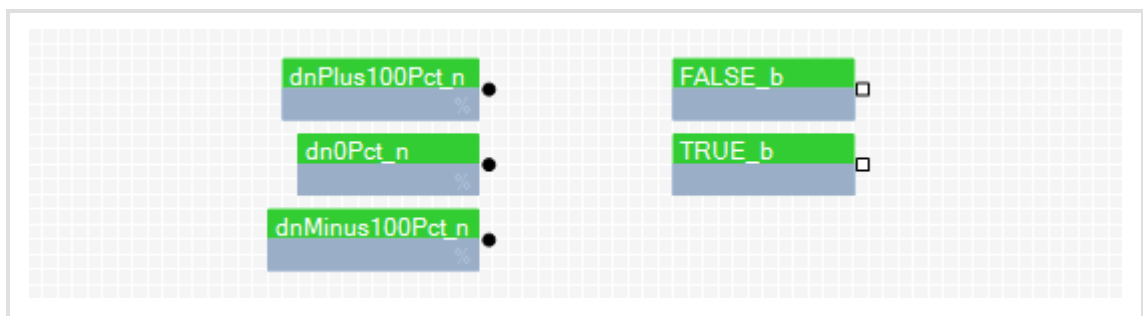 dnPlus100Pct_n
%
dn0Pct_n
%
dnMinus100Pct_n
%
FALSE_b
TRUE_b